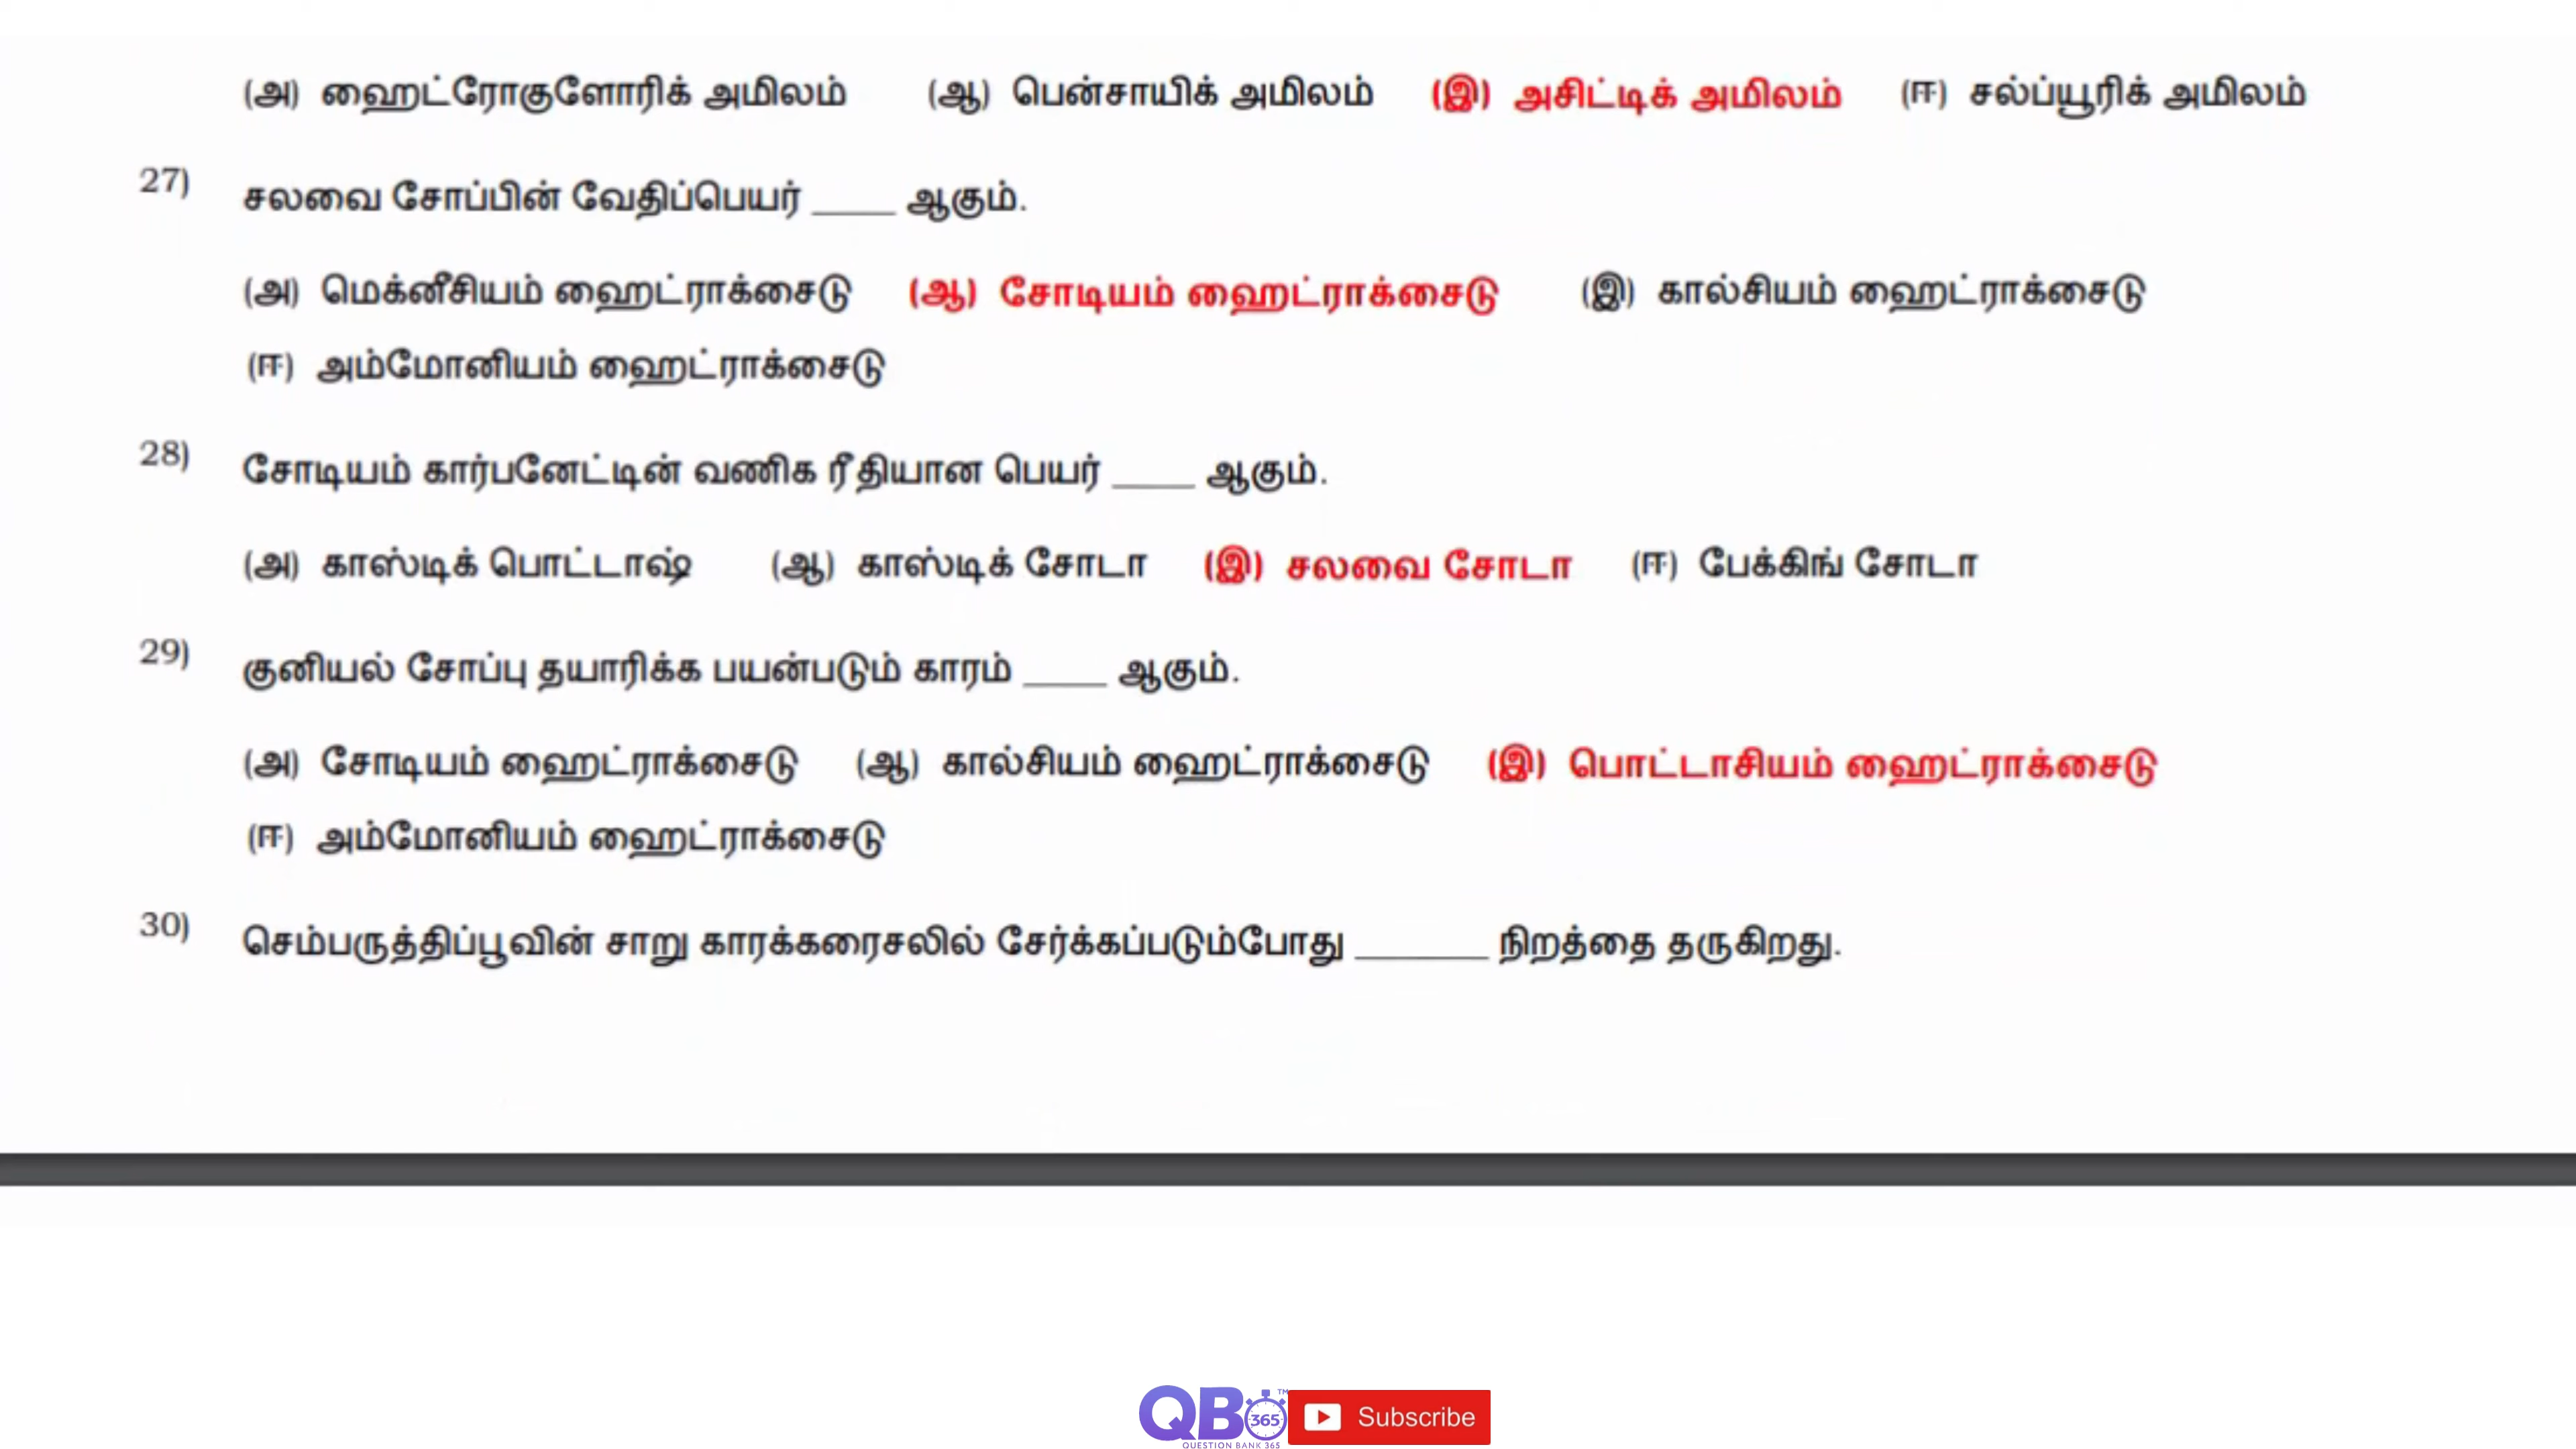 (அ) ஹைட்ரோகுளோரிக் அமிலம் (ஆ) பென்சாயிக் அமிலம் (இ) அசிட்டிக் அமிலம் (ஈ) சல்ப்யூரிக் அமிலம்
27) சலவை சோப்பின் வேதிப்பெயர் ____ ஆகும்.
(அ) மெக்னீசியம் ஹைட்ராக்சைடு (ஆ) சோடியம் ஹைட்ராக்சைடு (இ) கால்சியம் ஹைட்ராக்சைடு
(ஈ) அம்மோனியம் ஹைட்ராக்சைடு
28) சோடியம் கார்பனேட்டின் வணிக ரீதியான பெயர் ____ ஆகும்.
(அ) காஸ்டிக் பொட்டாஷ் (ஆ) காஸ்டிக் சோடா (இ) சலவை சோடா (ஈ) பேக்கிங் சோடா
29) குனியல் சோப்பு தயாரிக்க பயன்படும் காரம் ____ ஆகும்.
(அ) சோடியம் ஹைட்ராக்சைடு (ஆ) கால்சியம் ஹைட்ராக்சைடு (இ) பொட்டாசியம் ஹைட்ராக்சைடு
(ஈ) அம்மோனியம் ஹைட்ராக்சைடு
30) செம்பருத்திப்பூவின் சாறு காரக்கரைசலில் சேர்க்கப்படும்போது ______ நிறத்தை தருகிறது.
QB 365 ™ Subscribe
QUESTION BANK 365